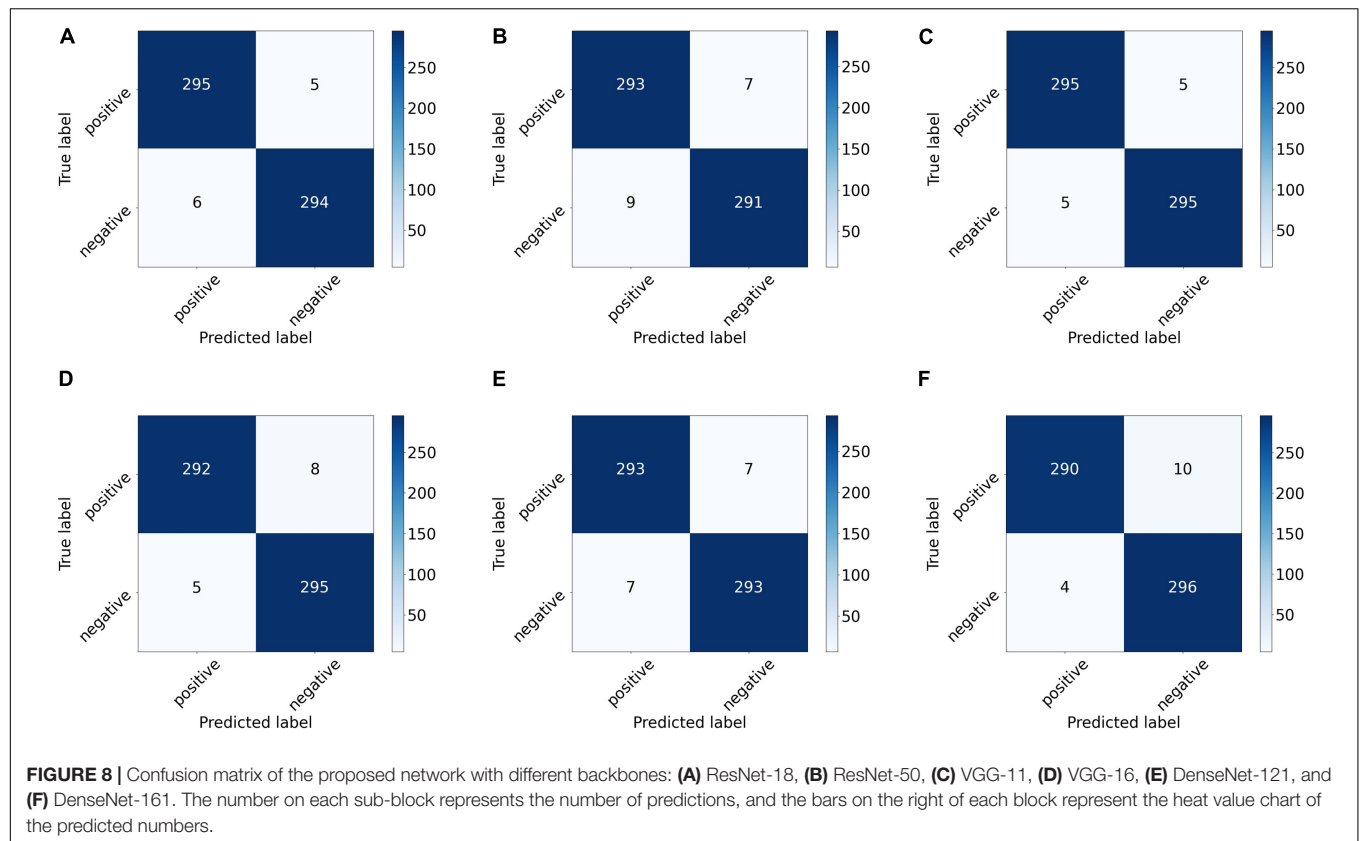 A
B
C
295 5
6 294
positive
negative
True label
positive
negative
Predicted label
250
200
150
100
50
293 7
9 291
positive
negative
True label
positive
negative
Predicted label
250
200
150
100
50
295 5
5 295
positive
negative
True label
positive
negative
Predicted label
250
200
150
100
50
D
E
F
292 8
5 295
positive
negative
True label
positive
negative
Predicted label
250
200
150
100
50
293 7
7 293
positive
negative
True label
positive
negative
Predicted label
250
200
150
100
50
290 10
4 296
positive
negative
True label
positive
negative
Predicted label
250
200
150
100
50
FIGURE 8 | Confusion matrix of the proposed network with different backbones: (A) ResNet-18, (B) ResNet-50, (C) VGG-11, (D) VGG-16, (E) DenseNet-121, and
(F) DenseNet-161. The number on each sub-block represents the number of predictions, and the bars on the right of each block represent the heat value chart of
the predicted numbers.